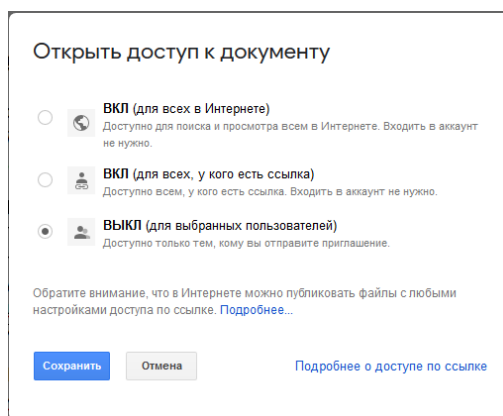 Открыть доступ к документу
ВКЛ (для всех в Интернете)
Доступно для поиска и просмотра всем в Интернете. Входить в аккаунт
не нужно.
ВКЛ (для всех, у кого есть ссылка)
Доступно всем, у кого есть ссылка. Входить в аккаунт не нужно.
ВЫКЛ (для выбранных пользователей)
Доступно только тем, кому вы отправите приглашение.
Обратите внимание, что в Интернете можно публиковать файлы с любыми
настройками доступа по ссылке. Подробнее...
Сохранить Отмена Подробнее о доступе по ссылке